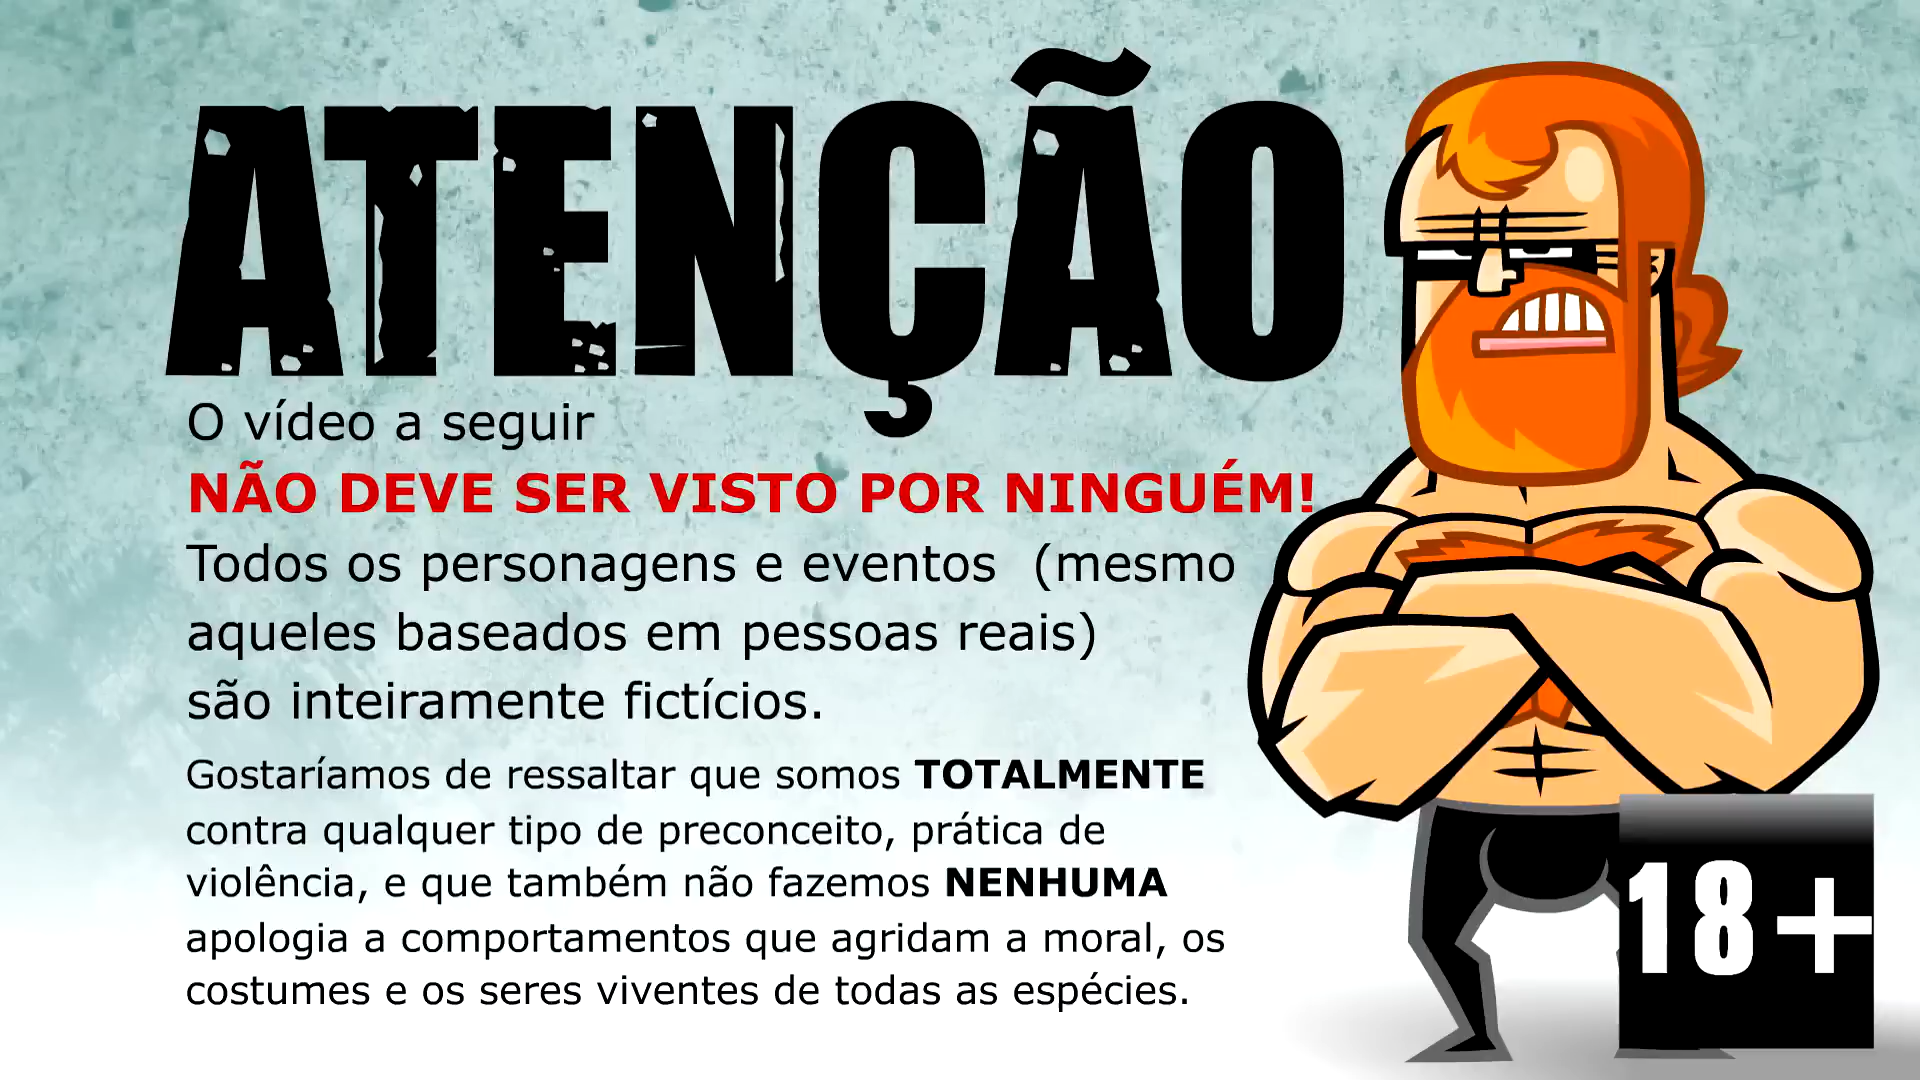 ATENÇÃO
O vídeo a seguir
NÃO DEVE SER VISTO POR NINGUÉM!
Todos os personagens e eventos (mesmo
aqueles baseados em pessoas reais)
são inteiramente fictícios.
Gostaríamos de ressaltar que somos TOTALMENTE
contra qualquer tipo de preconceito, prática de
violência, e que também não fazemos NENHUMA
apologia a comportamentos que agridam a moral, os
costumes e os seres viventes de todas as espécies.
18+